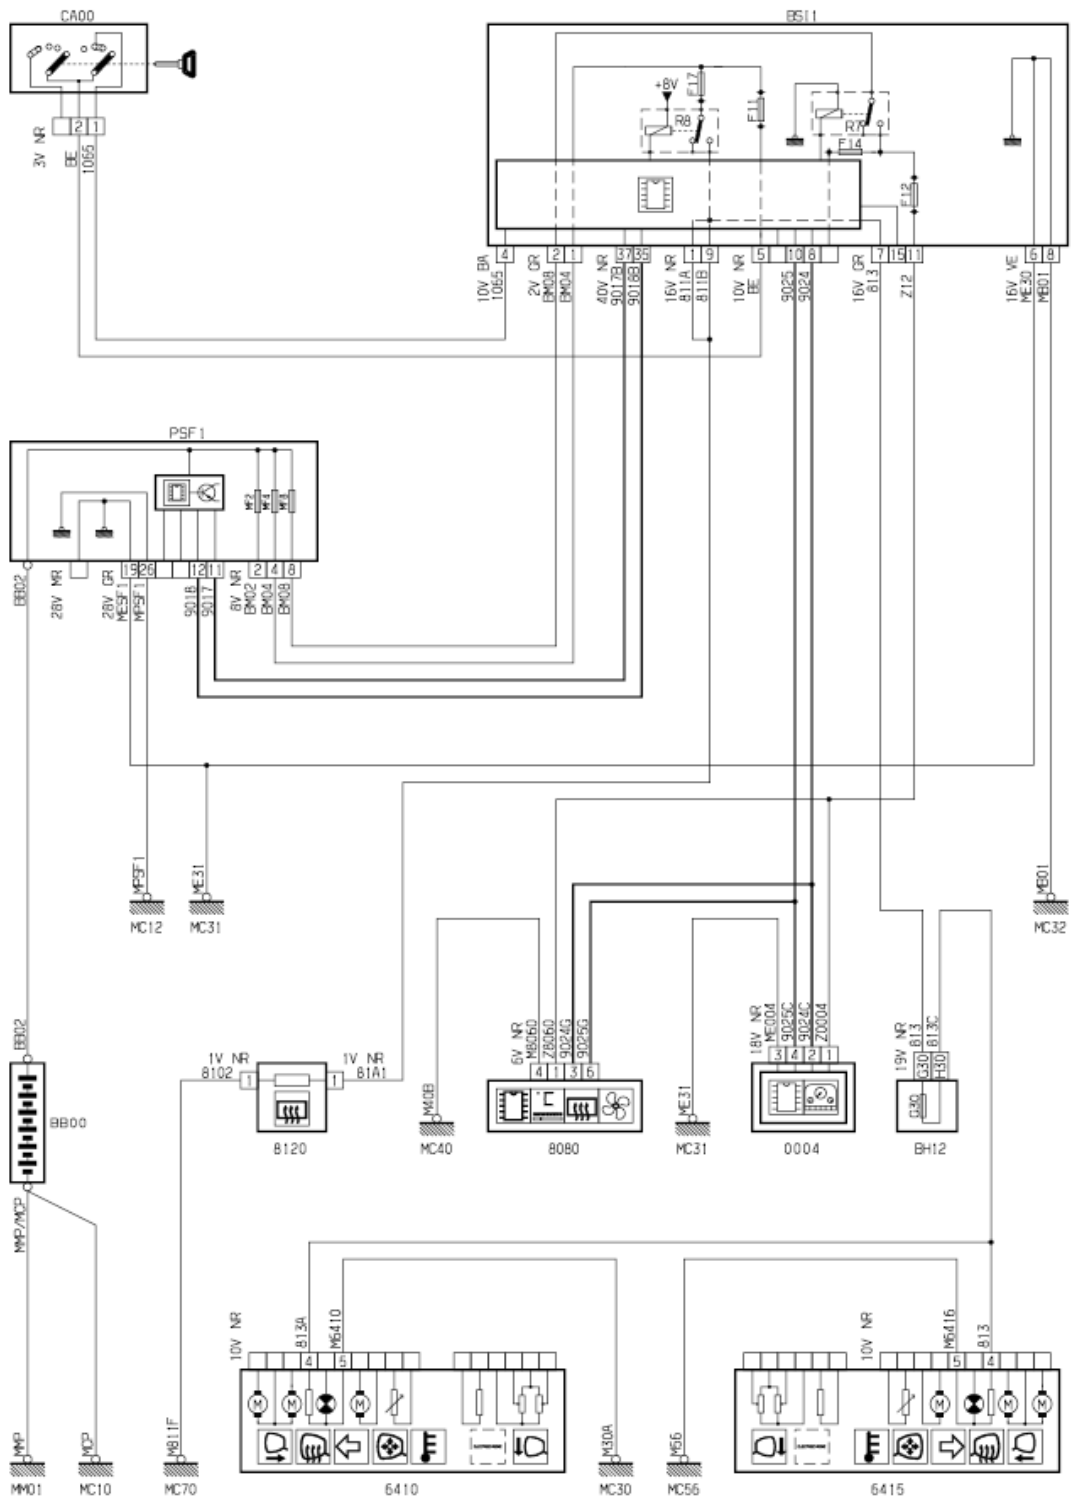 CA00
BSI1
+8V
F17
R8
F11
R7
F14
F12
2 1
3V NR
BE
1065
4
2 1
37 35
1 9
5
10 8
7 15 11
6 8
10V BA
1065
2V GR
BM08
BM04
40V NR
9017B
9018B
16V NR
811A
811B
10V NR
BE
9025
9024
16V GR
813
Z12
16V VE
ME30
MB01
PSF1
MF2
MF4
MF8
19 26
12 11
2 4 8
BB02
28V MR
28V GR
MESF1
MPSF1
9018
9017
8V NR
BM02
BM04
BM08
MPSF1
ME31
MB01
MC12
MC31
MC32
BB02
BB00
MMP/MCP
1V NR
8102
1
1V NR
81A1
1
8120
M40B
MC40
6V NR
M8060
Z8060
9024G
9025G
4 1 3 6
°C
8080
ME31
MC31
18V NR
ME004
9025C
9024C
Z0004
3 4 2 1
0004
19V NR
813
813C
G30
H30
G30
BH12
10V NR
813A
M6410
4 5
M M M
6410
10V NR
M6416
813
5 4
M M M
6415
MMP
MM01
MCP
MC10
M811F
MC70
M30A
MC30
M56
MC56